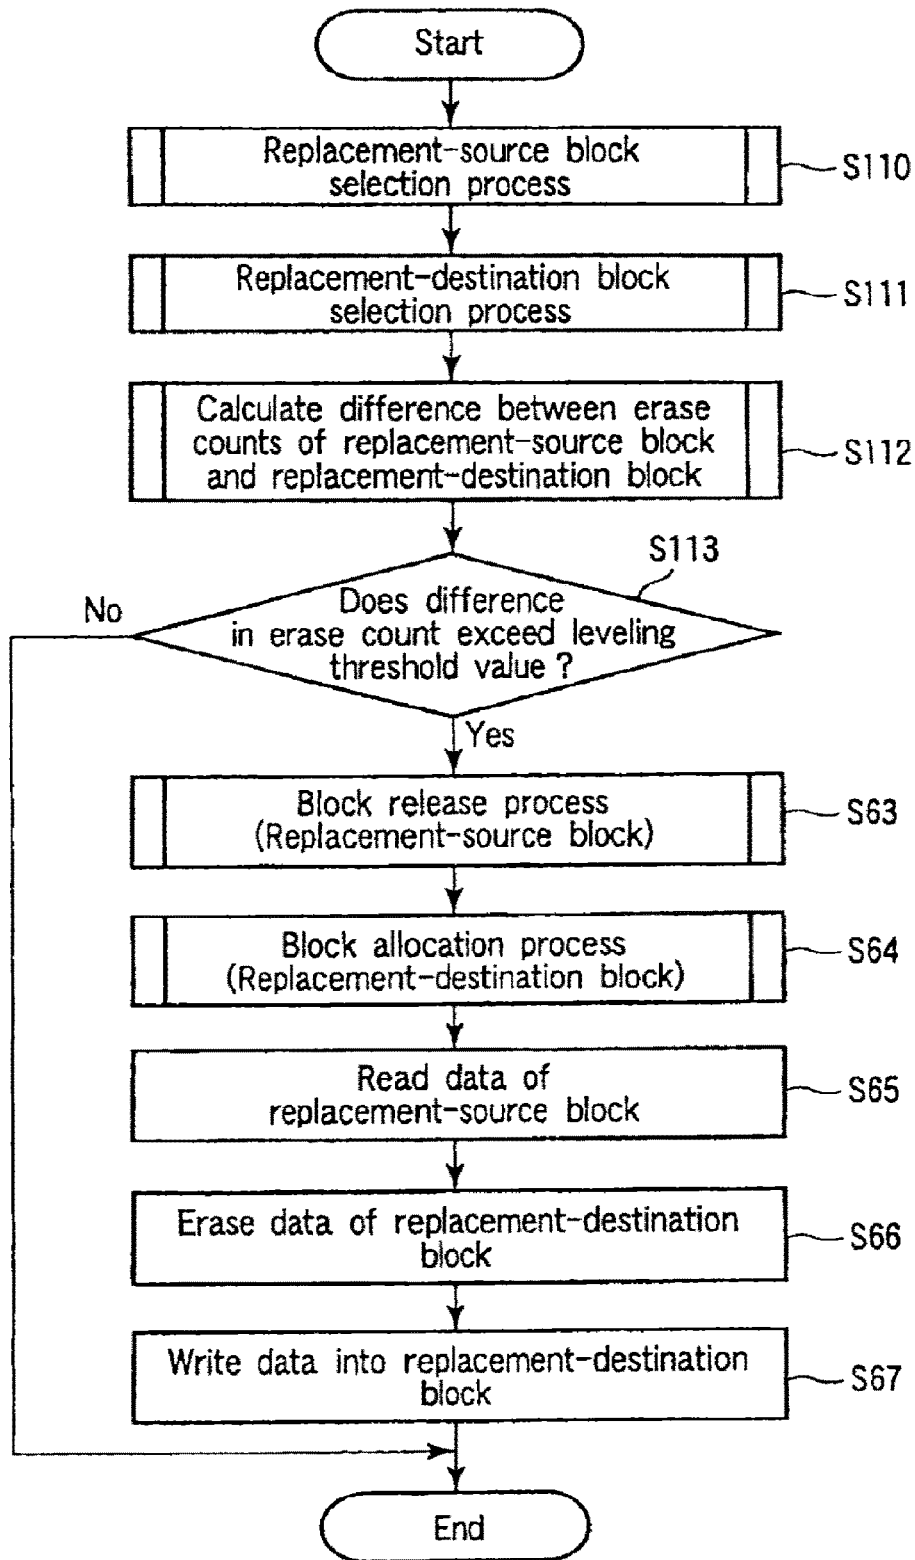 Start
Replacement-source block
selection process
S110
Replacement-destination block
selection process
S111
Calculate difference between erase
counts of replacement-source block
and replacement-destination block
S112
S113
Does difference
in erase count exceed leveling
threshold value ?
No
Yes
Block release process
(Replacement-source block)
S63
Block allocation process
(Replacement-destination block)
S64
Read data of
replacement-source block
S65
Erase data of replacement-destination
block
S66
Write data into replacement-destination
block
S67
End